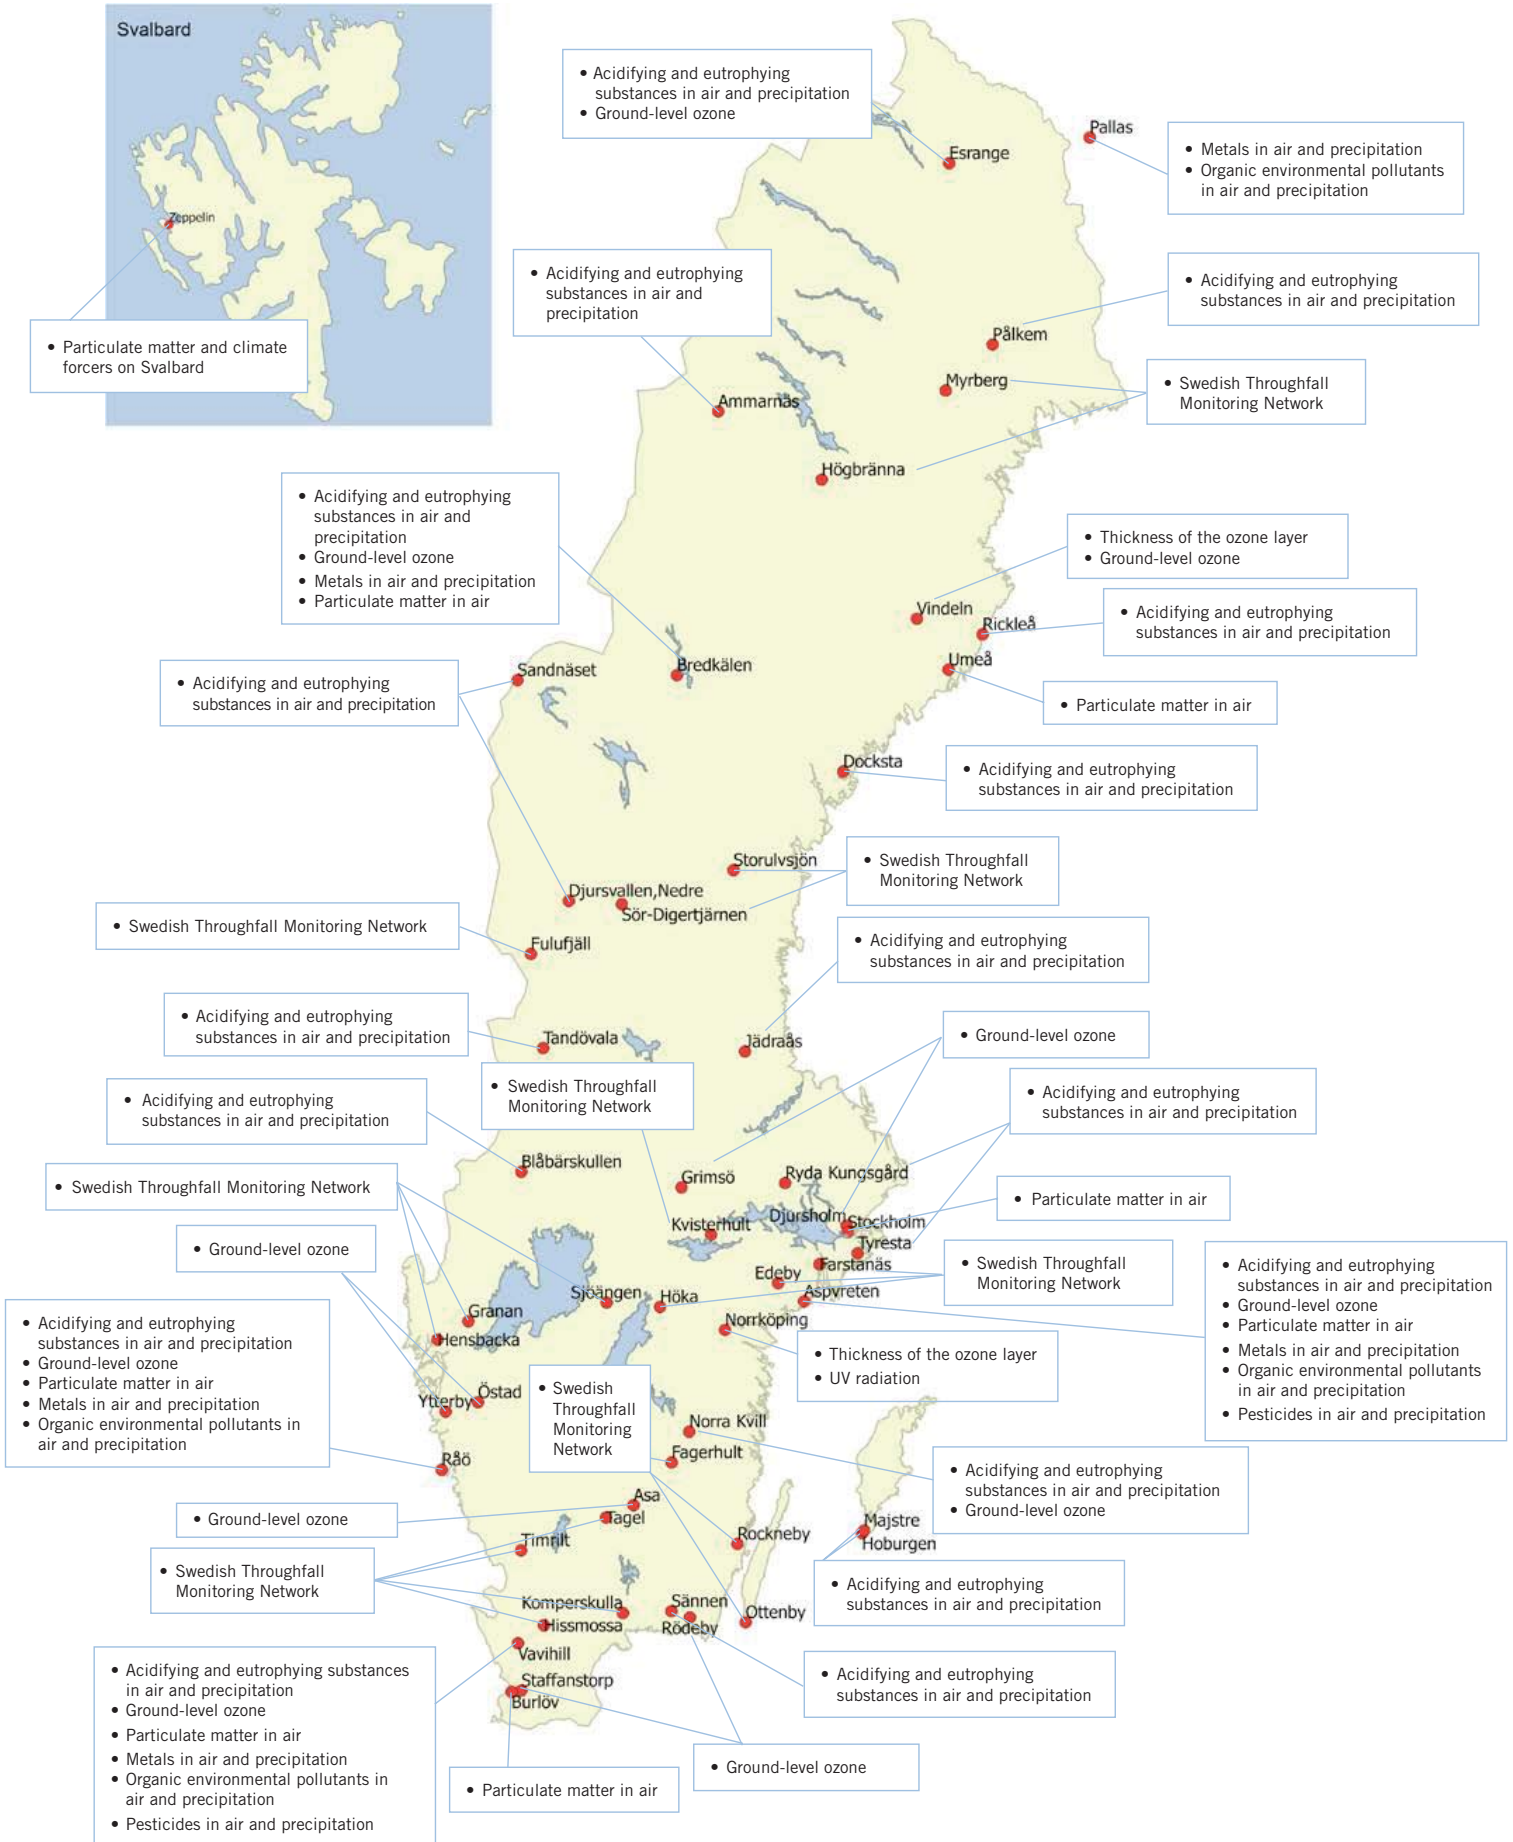 Svalbard
Zeppelin
• Particulate matter and climate
forcers on Svalbard
• Acidifying and eutrophying
substances in air and precipitation
• Ground-level ozone
Esrange
Pallas
• Metals in air and precipitation
• Organic environmental pollutants
in air and precipitation
• Acidifying and eutrophying
substances in air and
precipitation
• Acidifying and eutrophying
substances in air and precipitation
Pålkem
Myrberg
• Swedish Throughfall
Monitoring Network
Ammarnäs
Högbränna
• Acidifying and eutrophying
substances in air and
precipitation
• Ground-level ozone
• Metals in air and precipitation
• Particulate matter in air
• Thickness of the ozone layer
• Ground-level ozone
Vindeln
Rickleå
• Acidifying and eutrophying
substances in air and precipitation
Umeå
• Particulate matter in air
Sandnäset
Bredkälen
• Acidifying and eutrophying
substances in air and precipitation
Docksta
• Acidifying and eutrophying
substances in air and precipitation
Storulvsjön
• Swedish Throughfall
Monitoring Network
Djursvallen,Nedre
Sör-Digertjärnen
• Swedish Throughfall Monitoring Network
Fulufjäll
• Acidifying and eutrophying
substances in air and precipitation
• Acidifying and eutrophying
substances in air and precipitation
Tandövala
Jädraås
• Ground-level ozone
• Swedish Throughfall
Monitoring Network
• Acidifying and eutrophying
substances in air and precipitation
• Acidifying and eutrophying
substances in air and precipitation
Blåbärskullen
Grimsö
Ryda Kungsgård
• Swedish Throughfall Monitoring Network
• Particulate matter in air
Kvisterhult
Djursholm
Stockholm
Tyresta
• Ground-level ozone
Farstanäs
Edeby
Aspvreten
• Swedish Throughfall
Monitoring Network
• Acidifying and eutrophying
substances in air and precipitation
• Ground-level ozone
• Particulate matter in air
• Metals in air and precipitation
• Organic environmental pollutants
in air and precipitation
• Pesticides in air and precipitation
Sjöängen
Höka
Granan
Hensbacka
Norrköping
• Thickness of the ozone layer
• UV radiation
• Acidifying and eutrophying
substances in air and precipitation
• Ground-level ozone
• Particulate matter in air
• Metals in air and precipitation
• Organic environmental pollutants in
air and precipitation
Ytterby
Östad
• Swedish
Throughfall
Monitoring
Network
Norra Kvill
Fagerhult
Råö
• Acidifying and eutrophying
substances in air and precipitation
• Ground-level ozone
Asa
Tagel
• Ground-level ozone
Timrilt
Rockneby
Majstre
Hoburgen
• Swedish Throughfall
Monitoring Network
• Acidifying and eutrophying
substances in air and precipitation
Komperskulla
Hissmossa
Sännen
Rödeby
Ottenby
Vavihill
• Acidifying and eutrophying substances
in air and precipitation
• Ground-level ozone
• Particulate matter in air
• Metals in air and precipitation
• Organic environmental pollutants in
air and precipitation
• Pesticides in air and precipitation
Staffanstorp
Burlöv
• Acidifying and eutrophying
substances in air and precipitation
• Ground-level ozone
• Particulate matter in air